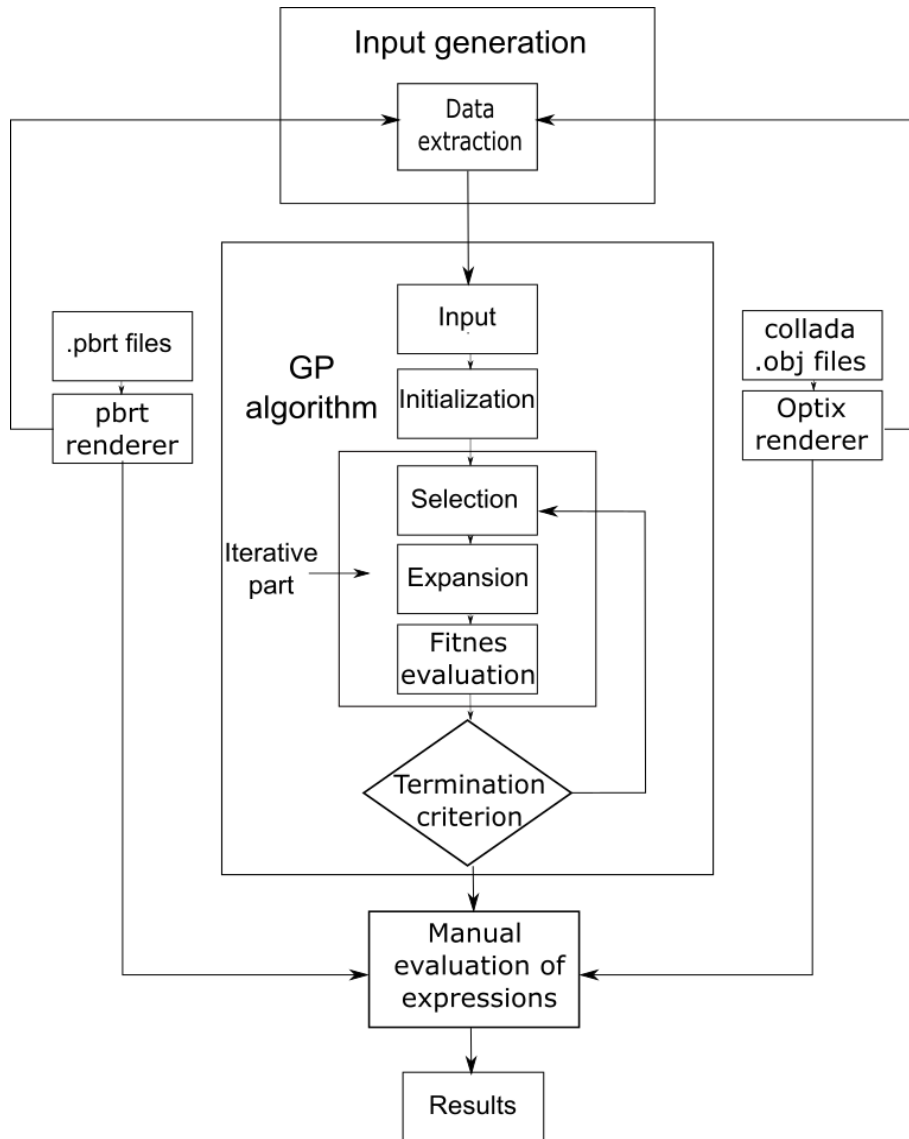 Input generation
Data
extraction
Input
.pbrt files
collada
.obj files
GP
algorithm
Initialization
pbrt
renderer
Optix
renderer
Selection
Iterative
part
Expansion
Fitnes
evaluation
Termination
criterion
Manual
evaluation of
expressions
Results